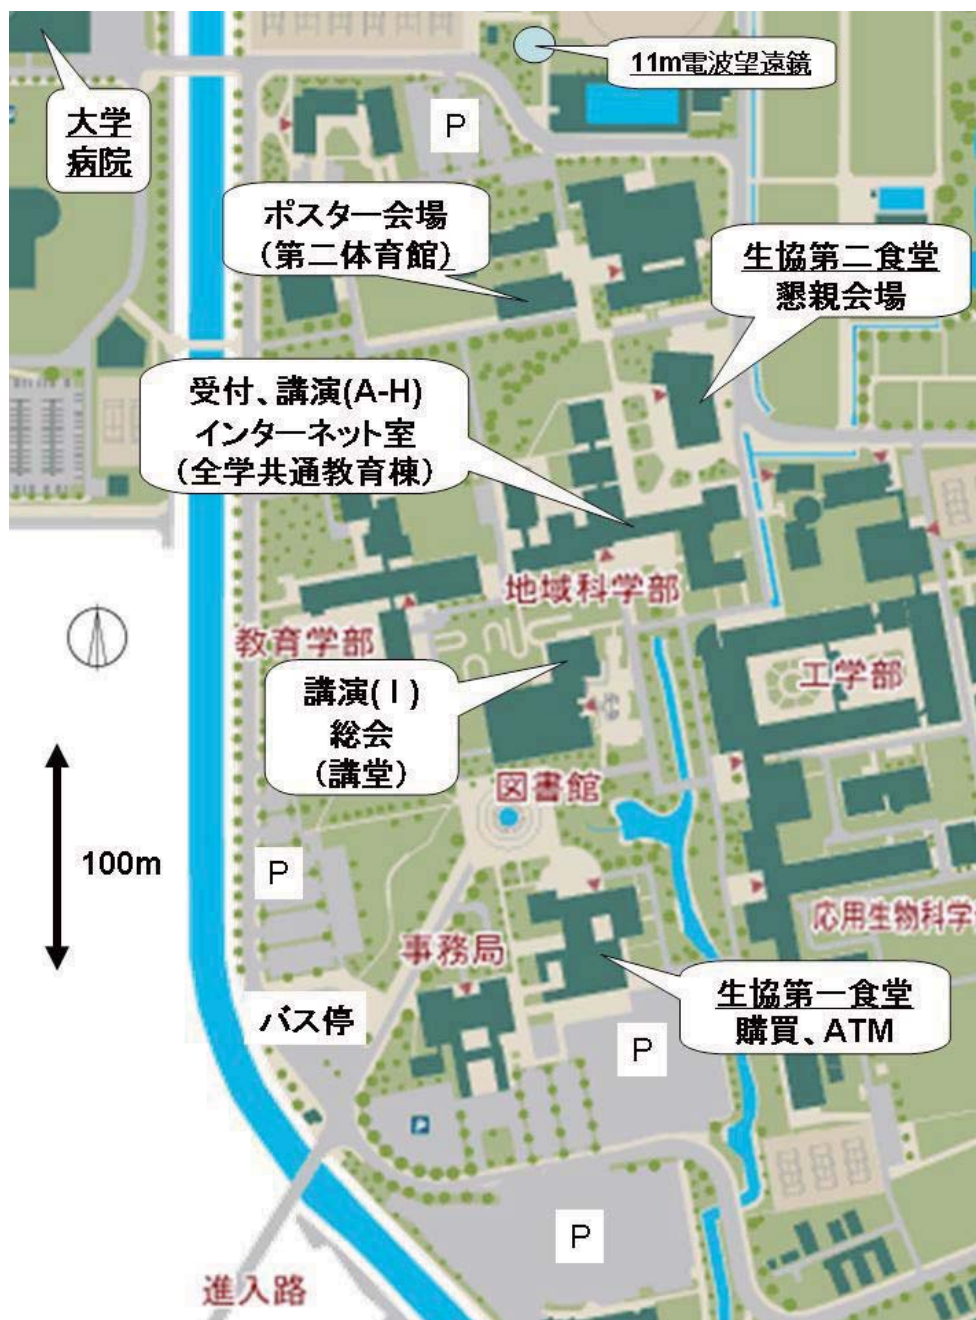 11m電波望遠鏡
大学
病院
P
ポスター会場
(第二体育館)
生協第二食堂
懇親会場
受付、講演(A-H)
インターネット室
(全学共通教育棟)
地域科学部
教育学部
工学部
講演(I)
総会
(講堂)
図書館
100m
P
応用生物科学
事務局
生協第一食堂
購買、ATM
バス停
P
P
P
進入路